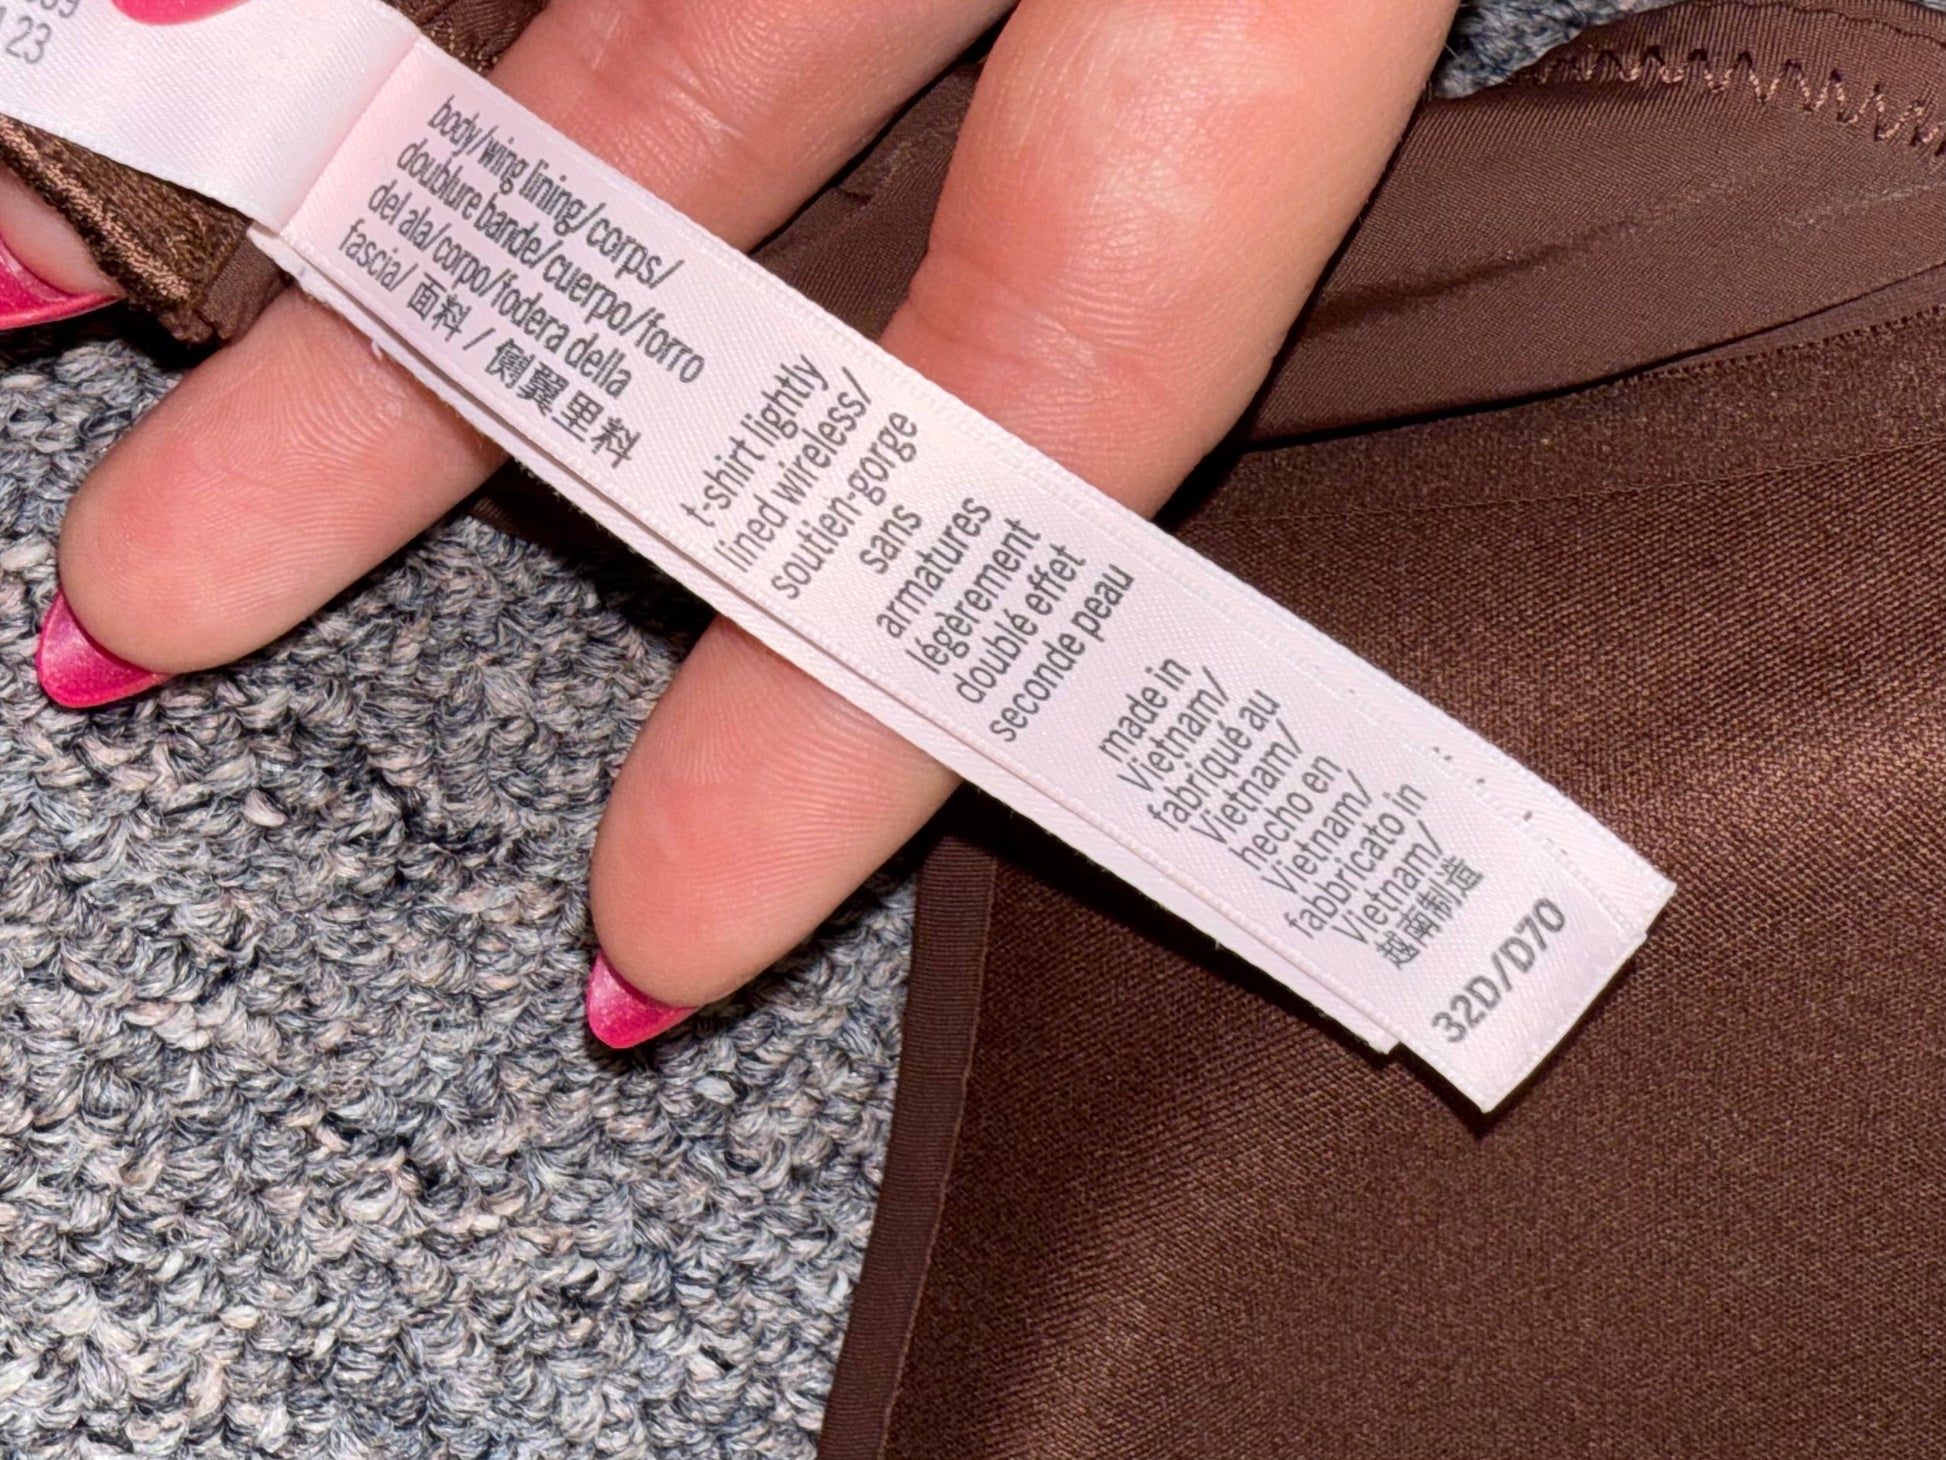 23
body/wing lining/corps/
doublure bande/cuerpo/forro
del ala/corpo/fodera della
fascia/ 面料 / 側翼里料
t-shirt lightly
lined wireless/
soutien-gorge
sans
armatures
légèrement
doublé effet
seconde peau
made in
Vietnam/
fabriqué au
Vietnam/
hecho en
Vietnam/
fabbricato in
Vietnam/
越南制造
32D/D70